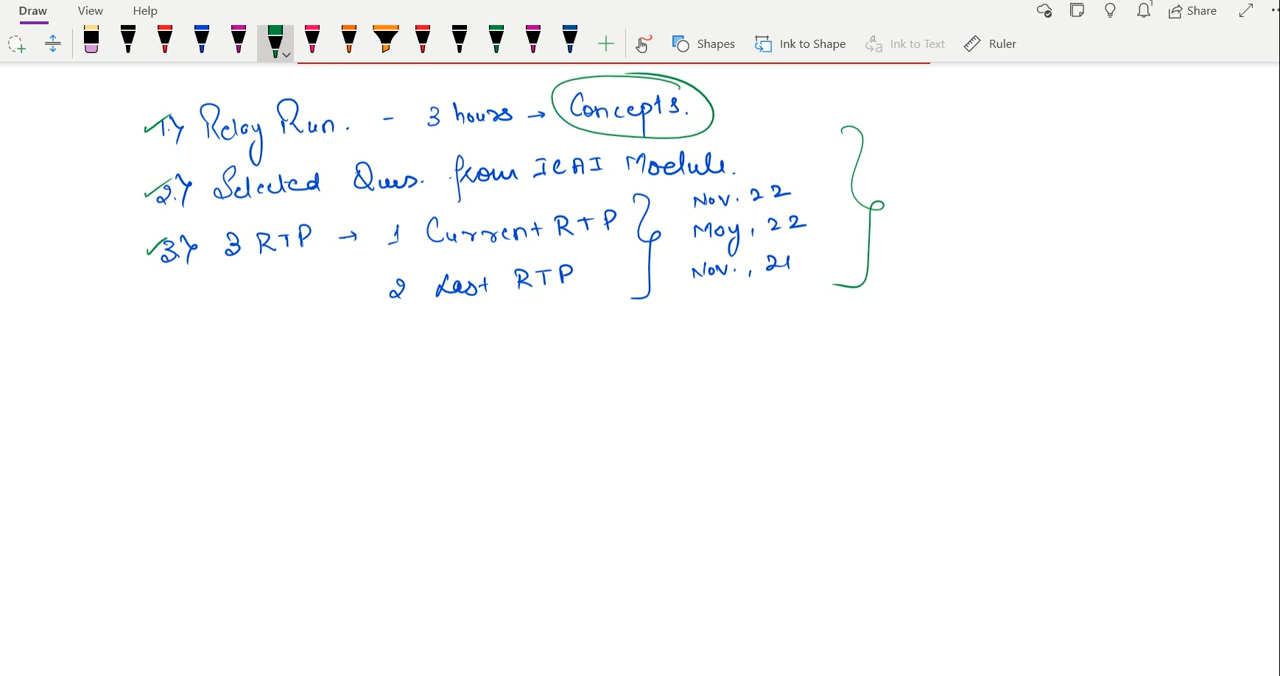 Draw View Help
Share
Shapes Ink to Shape Ink to Text Ruler
1.) Relay Run. - 3 hours → Concepts.
2.) Selected Ques. from ICAI Module.
3.) 3 RTP → 1 Current RTP Nov. 22
May, 22
2 Last RTP Nov., 21